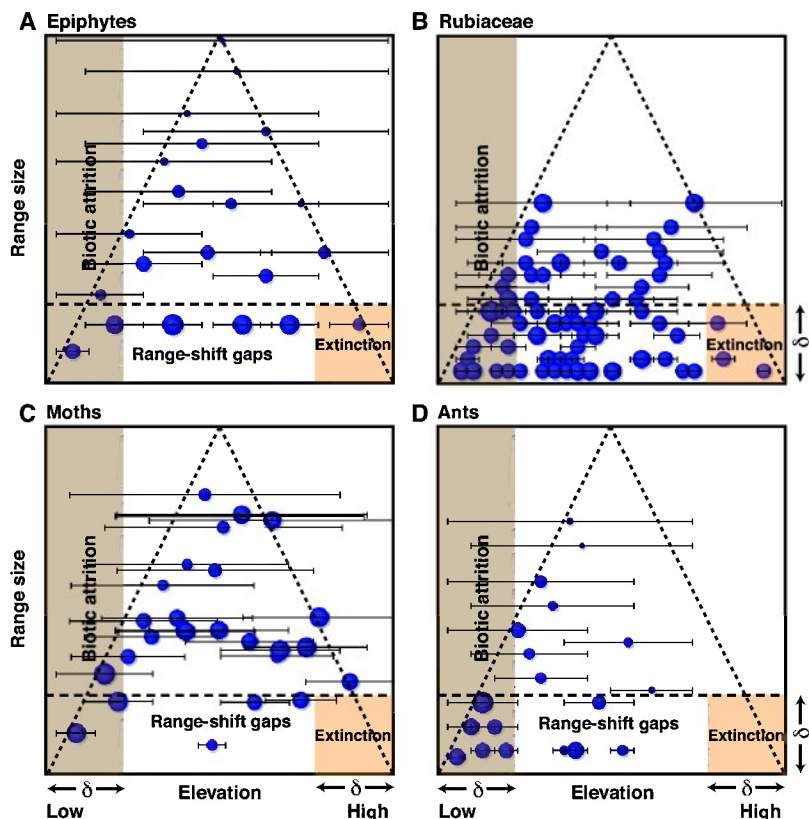 A Epiphytes
B Rubiaceae
Range size
Biotic attrition
Range-shift gaps
Extinction
Biotic attrition
Extinction
δ
C Moths
D Ants
Range size
Biotic attrition
Range-shift gaps
Extinction
Biotic attrition
Range-shift gaps
Extinction
δ
δ
Elevation
δ
δ
Elevation
δ
Low
High
Low
High